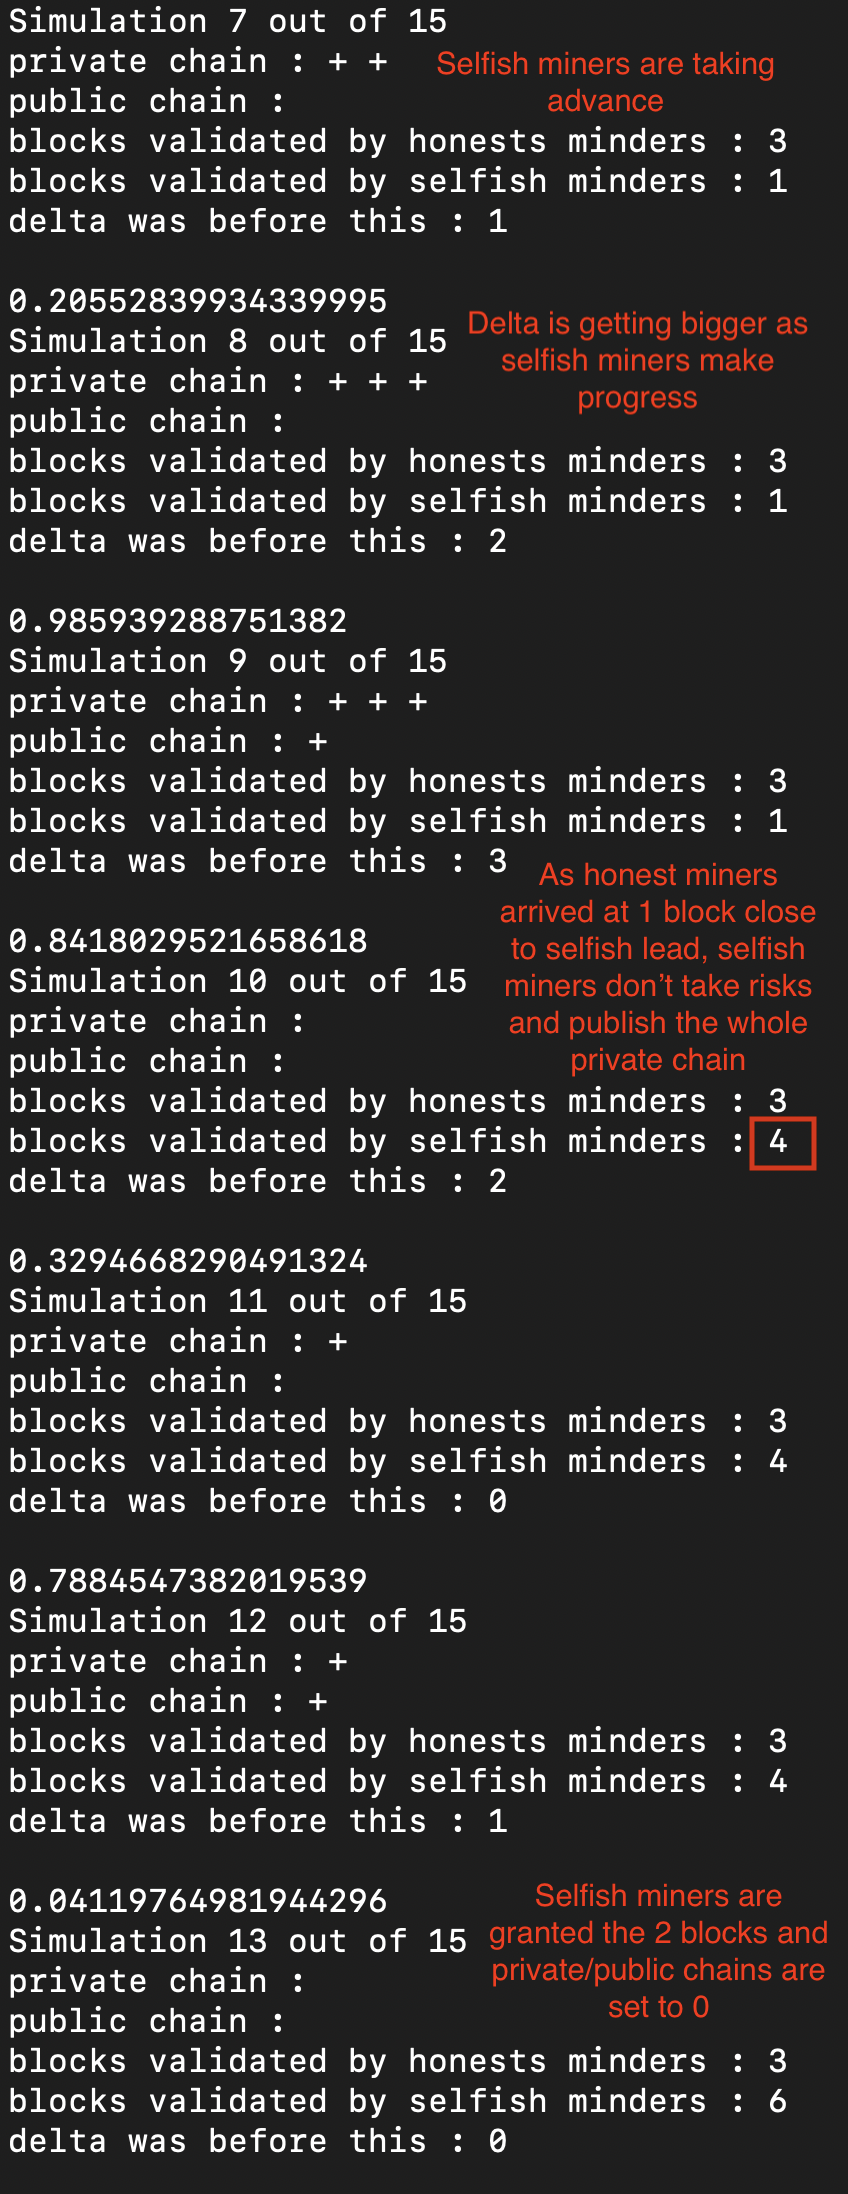 Simulation 7 out of 15
private chain : + +
public chain :
Selfish miners are taking
advance
blocks validated by honests minders : 3
blocks validated by selfish minders : 1
delta was before this : 1
0.20552839934339995
Simulation 8 out of 15
private chain : + + +
public chain :
Delta is getting bigger as
selfish miners make
progress
blocks validated by honests minders : 3
blocks validated by selfish minders : 1
delta was before this : 2
0.985939288751382
Simulation 9 out of 15
private chain : + + +
public chain : +
blocks validated by honests minders : 3
blocks validated by selfish minders : 1
delta was before this : 3
0.8418029521658618
Simulation 10 out of 15
private chain :
public chain :
As honest miners
arrived at 1 block close
to selfish lead, selfish
miners don't take risks
and publish the whole
private chain
blocks validated by honests minders : 3
blocks validated by selfish minders : 4
delta was before this : 2
0.3294668290491324
Simulation 11 out of 15
private chain : +
public chain :
blocks validated by honests minders : 3
blocks validated by selfish minders : 4
delta was before this : 0
0.7884547382019539
Simulation 12 out of 15
private chain : +
public chain : +
blocks validated by honests minders : 3
blocks validated by selfish minders : 4
delta was before this : 1
0.04119764981944296
Simulation 13 out of 15
private chain :
public chain :
Selfish miners are
granted the 2 blocks and
private/public chains are
set to 0
blocks validated by honests minders : 3
blocks validated by selfish minders : 6
delta was before this : 0